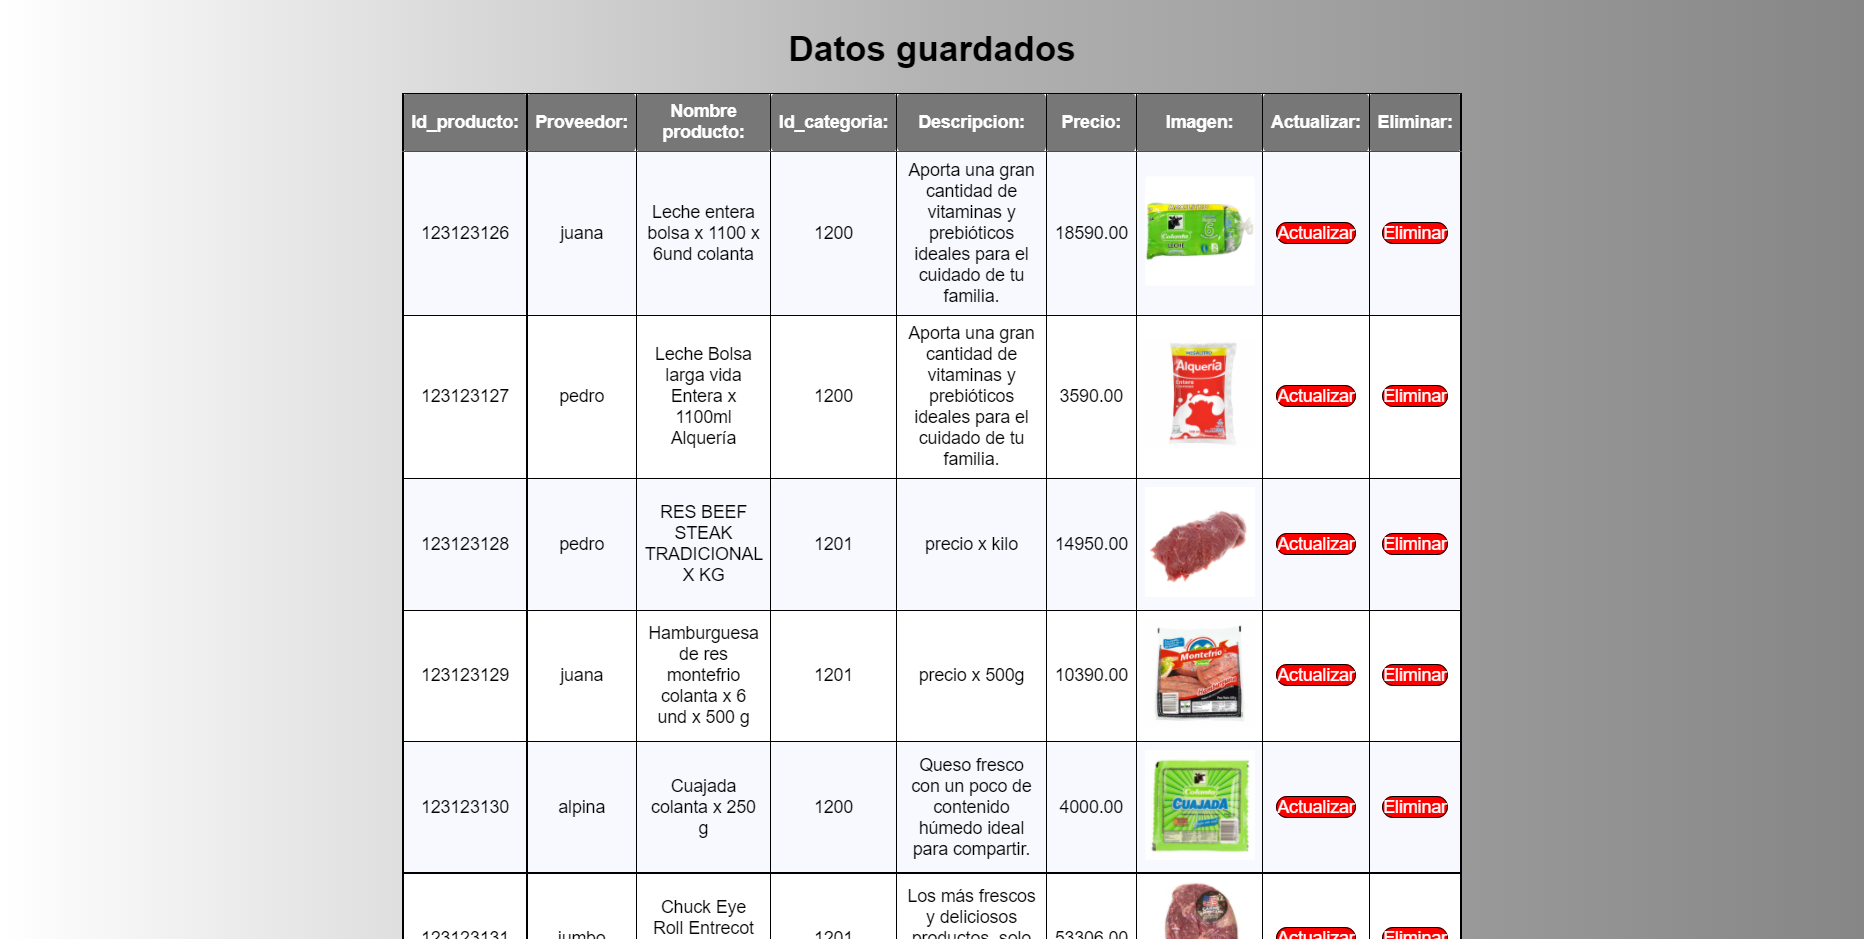 Datos guardados
Id_producto: Proveedor: Nombre producto: Id_categoria: Descripcion: Precio: Imagen: Actualizar: Eliminar:
123123126
juana
Leche entera
bolsa x 1100 x
6und colanta
1200
Aporta una gran
cantidad de
vitaminas y
prebióticos
ideales para el
cuidado de tu
familia.
18590.00
Colanta
LECHE
6
Actualizar
Eliminar
123123127
pedro
Leche Bolsa
larga vida
Entera x
1100ml
Alquería
1200
Aporta una gran
cantidad de
vitaminas y
prebióticos
ideales para el
cuidado de tu
familia.
3590.00
Alquería
Entera
Actualizar
Eliminar
123123128
pedro
RES BEEF
STEAK
TRADICIONAL
X KG
1201
precio x kilo
14950.00
Actualizar
Eliminar
123123129
juana
Hamburguesa
de res
montefrio
colanta x 6
und x 500 g
1201
precio x 500g
10390.00
Montefrío
Hamburguesa
Actualizar
Eliminar
123123130
alpina
Cuajada
colanta x 250
g
1200
Queso fresco
con un poco de
contenido
húmedo ideal
para compartir.
4000.00
Colanta
CUAJADA
Actualizar
Eliminar
123123131
jumbo
Chuck Eye
Roll Entrecot
1201
Los más frescos
y deliciosos
productos, solo
53306.00
Actualizar
Eliminar